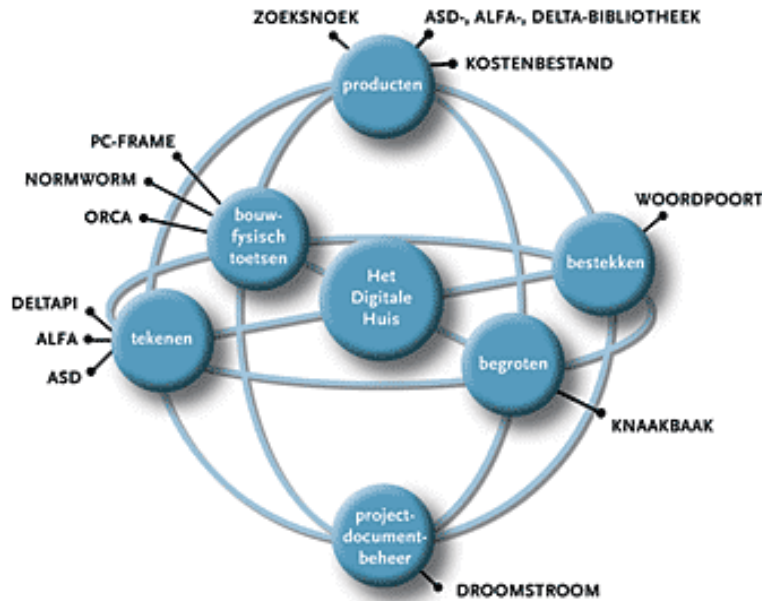 ZOEKSNOEK
ASD-, ALFA-, DELTA-BIBLIOTHEEK
KOSTENBESTAND
producten
PC-FRAME
NORMWORM
ORCA
bouw-
fysisch
toetsen
WOORDPOORT
bestekken
Het
Digitale
Huis
DELTAPI
ALFA
ASD
tekenen
begroten
KNAAKBAAK
project-
document-
beheer
DROOMSTROOM